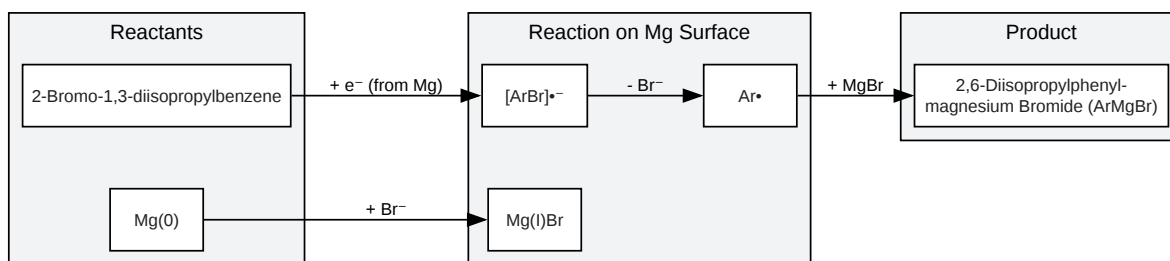 Reactants
Reaction on Mg Surface
Product
2-Bromo-1,3-diisopropylbenzene
+ e⁻ (from Mg)
[ArBr]•⁻
- Br⁻
Ar•
+ MgBr
2,6-Diisopropylphenyl-
magnesium Bromide (ArMgBr)
Mg(0)
+ Br⁻
Mg(I)Br